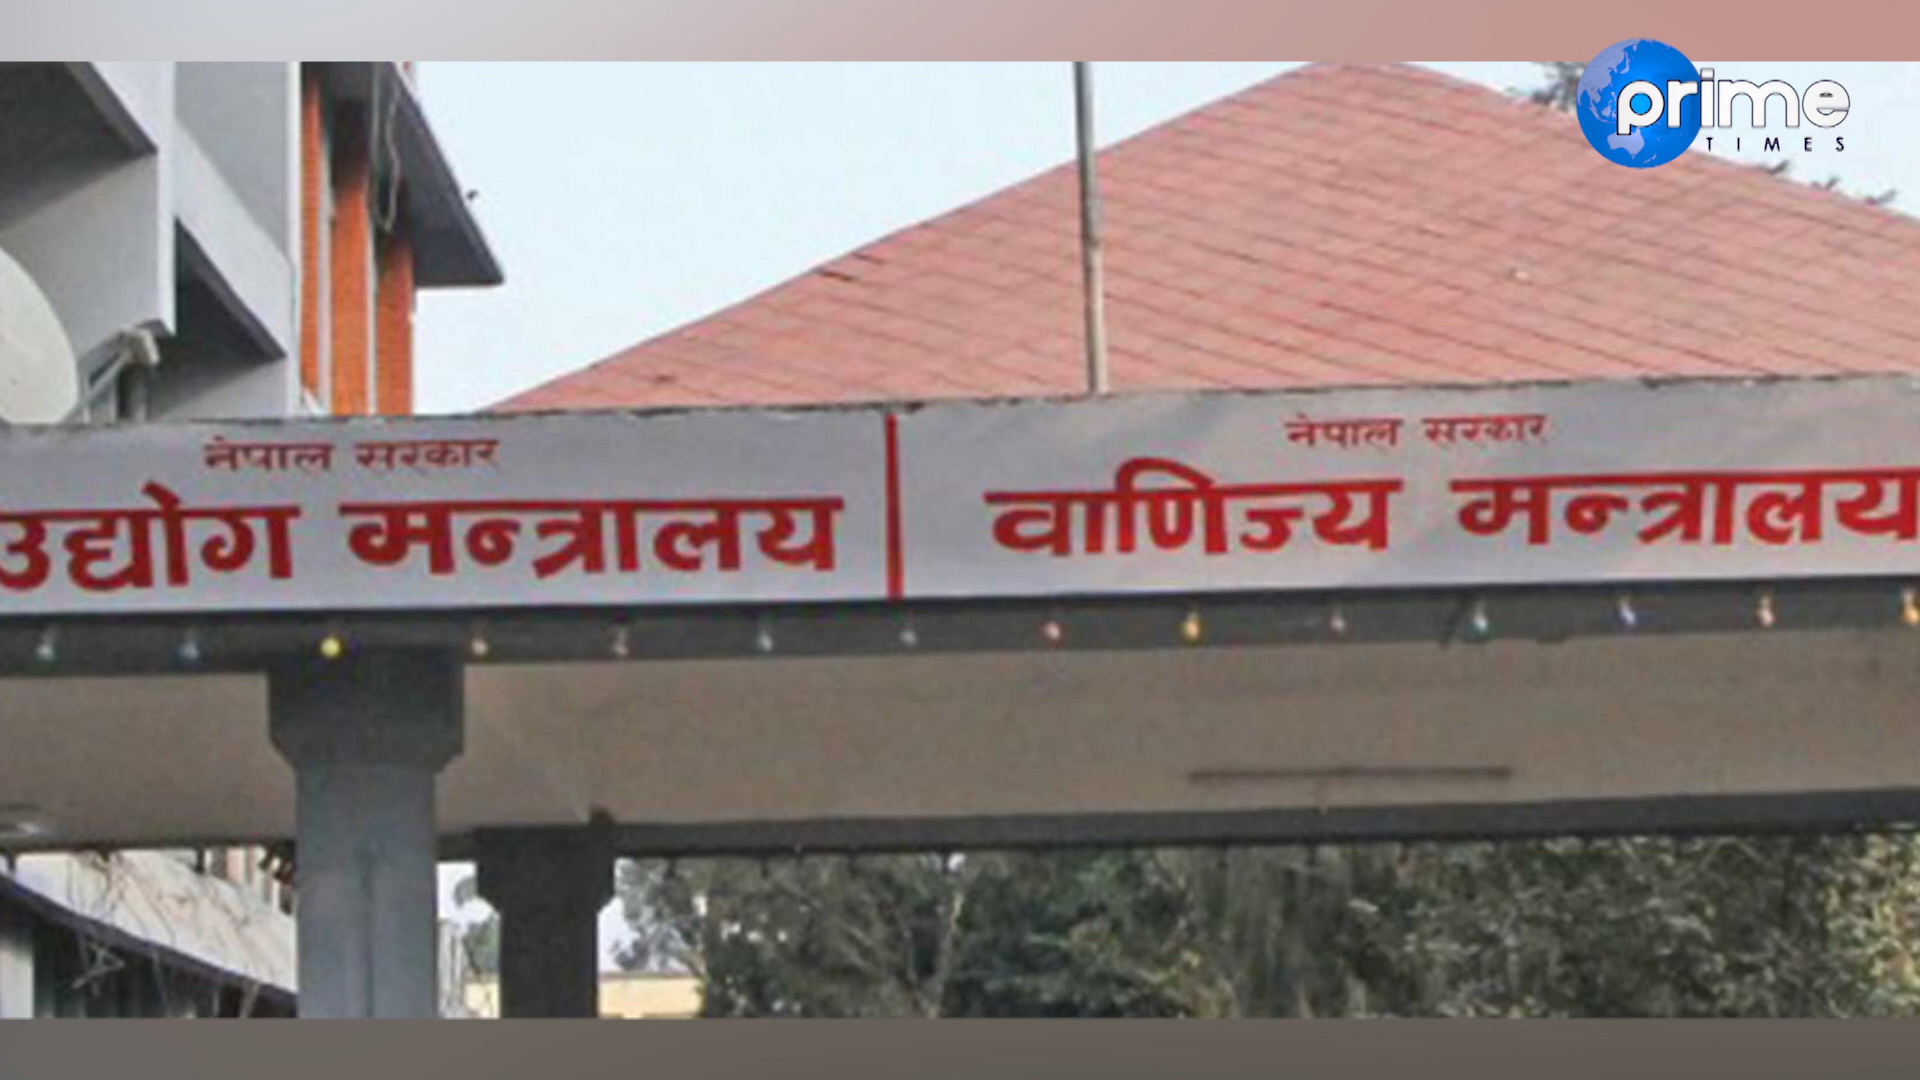 prime
TIMES
नेपाल सरकार
उद्योग मन्त्रालय
नेपाल सरकार
वाणिज्य मन्त्रालय